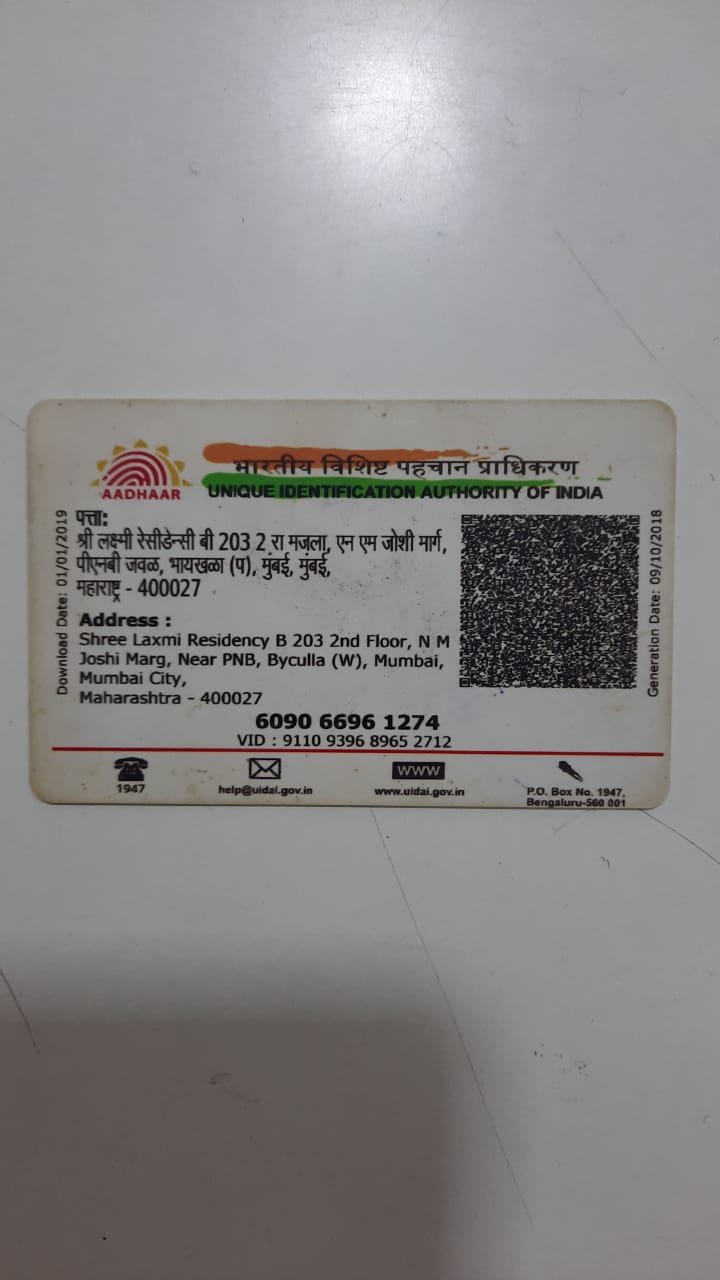 भारतीय विशिष्ट पहचान प्राधिकरण
AADHAAR
UNIQUE IDENTIFICATION AUTHORITY OF INDIA
Download Date: 01/01/2019
पत्ता:
श्री लक्ष्मी रेसीडेन्सी बी 203 2 रा मजला, एन एम जोशी मार्ग,
पीएनबी जवळ, भायखळा (प), मुंबई, मुंबई,
महाराष्ट्र - 400027
Address :
Shree Laxmi Residency B 203 2nd Floor, N M
Joshi Marg, Near PNB, Byculla (W), Mumbai,
Mumbai City,
Maharashtra - 400027
Generation Date: 09/10/2018
6090 6696 1274
VID : 9110 9396 8965 2712
1947
help@uidai.gov.in
WWW
www.uidai.gov.in
P.O. Box No. 1947,
Bengaluru-560 001